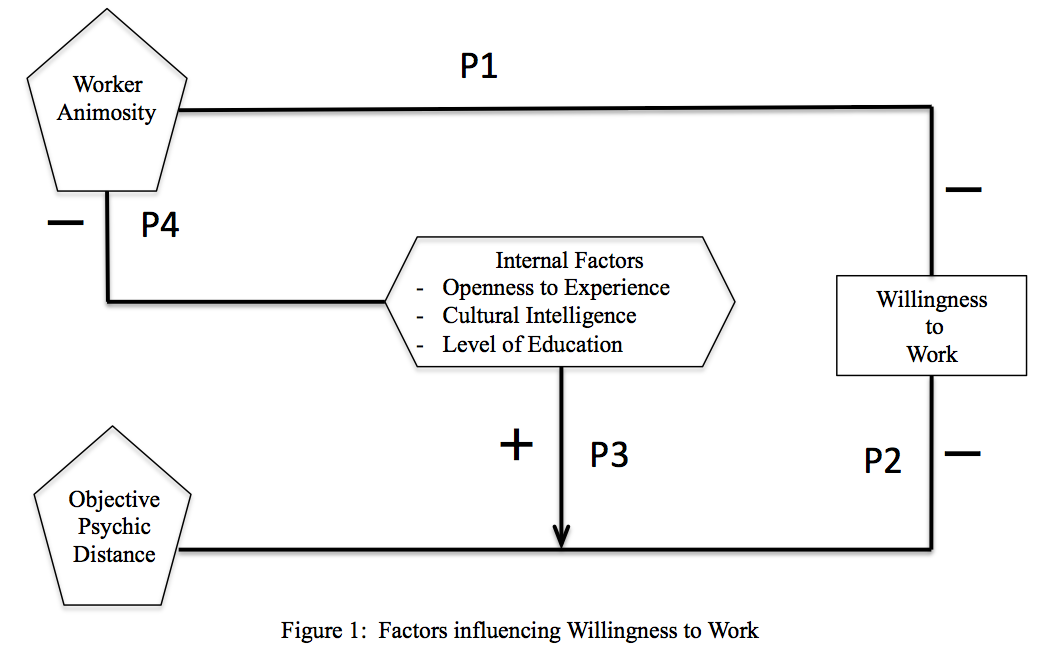 P1
Worker
Animosity
−
P4
−
Internal Factors
- Openness to Experience
- Cultural Intelligence
- Level of Education
Willingness
to
Work
+
P3
P2
−
Objective
Psychic
Distance
Figure 1: Factors influencing Willingness to Work